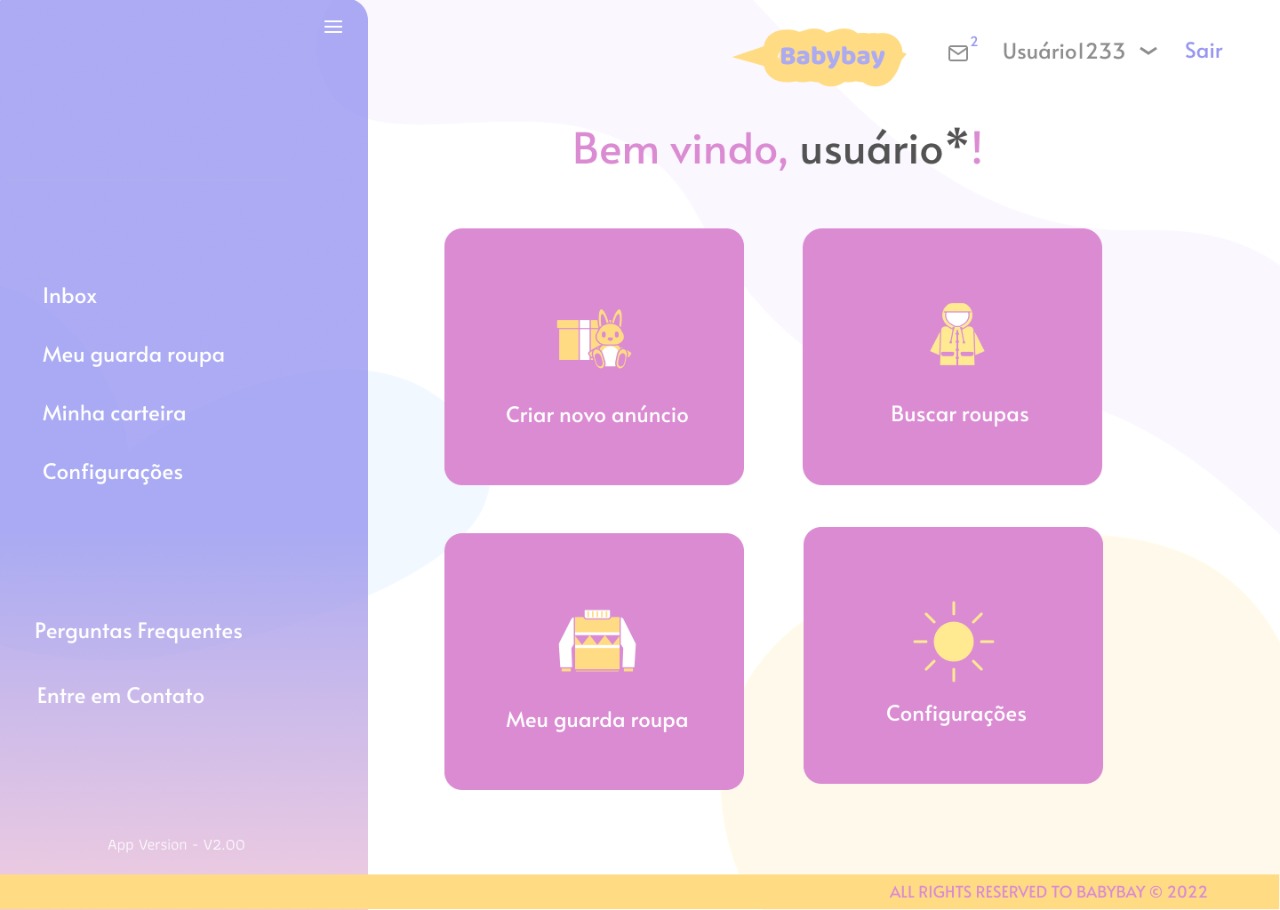 Babybay
2
Usuário1233
Sair
Bem vindo, usuário*!
Inbox
Meu guarda roupa
Minha carteira
Configurações
Perguntas Frequentes
Entre em Contato
App Version - V2.00
Criar novo anúncio
Buscar roupas
Meu guarda roupa
Configurações
ALL RIGHTS RESERVED TO BABYBAY © 2022